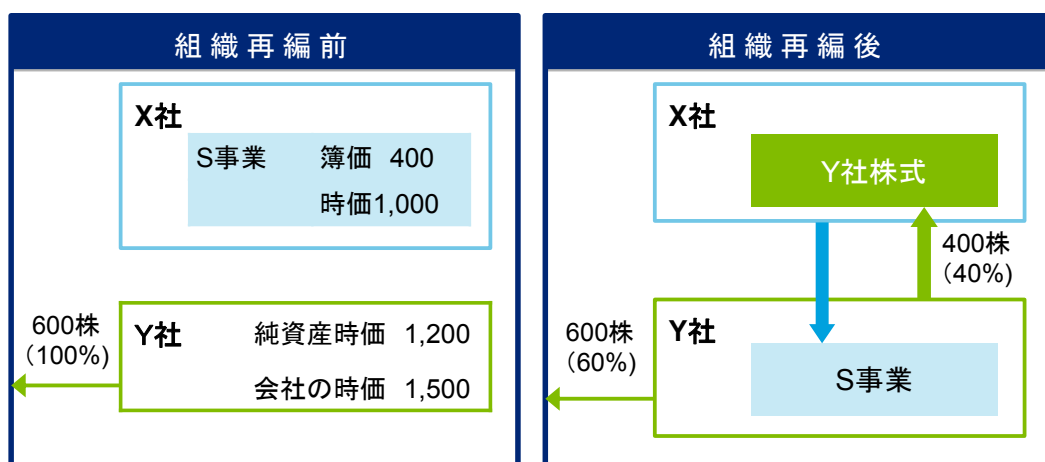 組織再編前
X社
S事業 簿価 400
時価1,000
600株
（100%）
Y社 純資産時価 1,200
会社の時価 1,500
組織再編後
X社
Y社株式
400株
（40%）
600株
（60%）
Y社
S事業